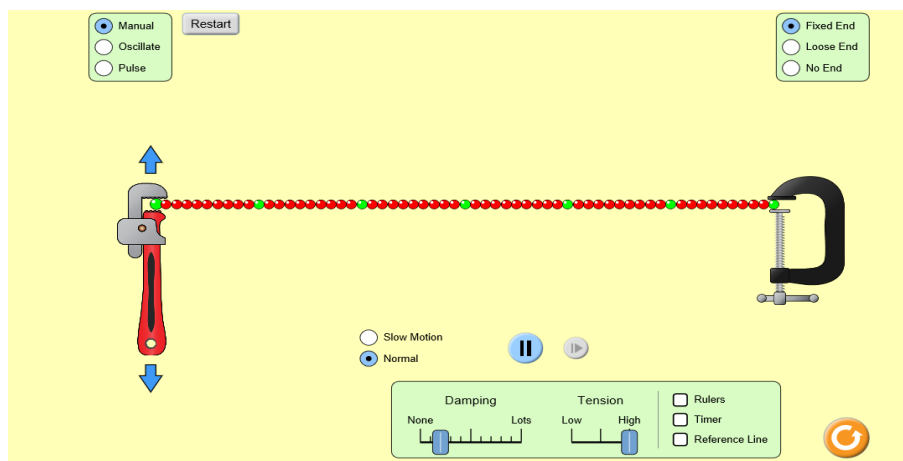 Manual
Oscillate
Pulse
Restart
Fixed End
Loose End
No End
Slow Motion
Normal
Damping
None
Lots
Tension
Low
High
Rulers
Timer
Reference Line